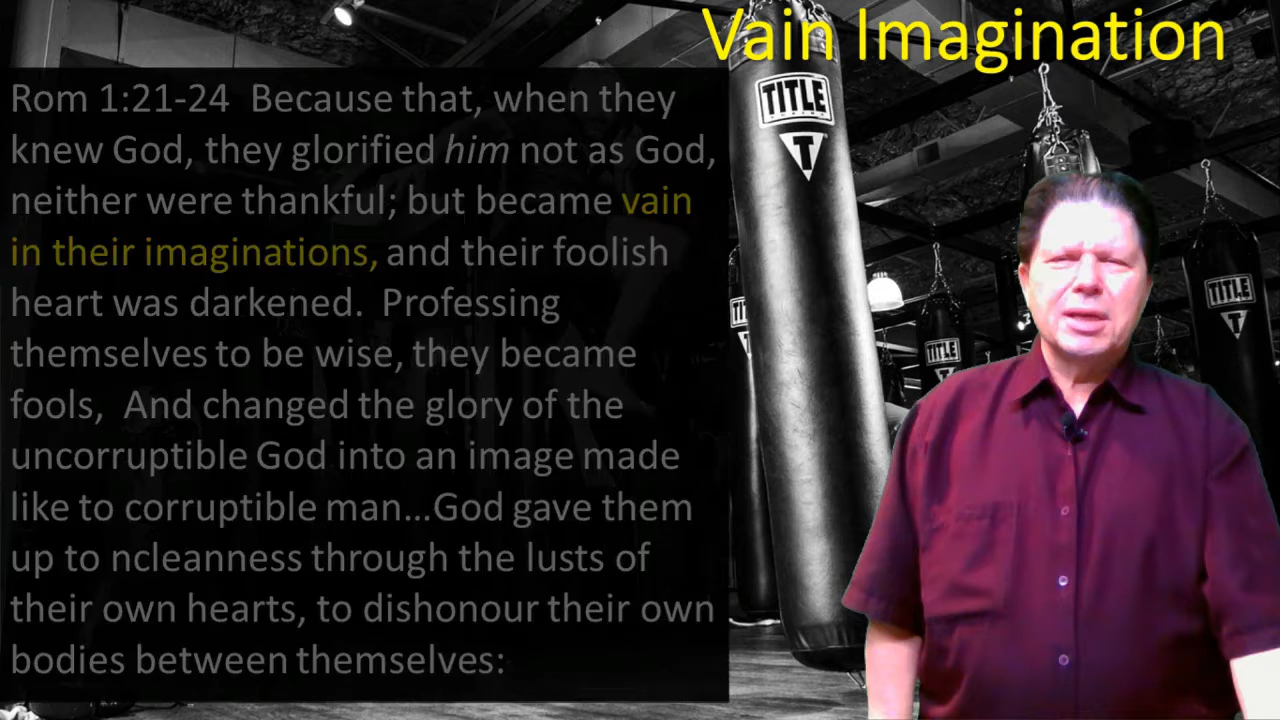 Vain Imagination
Rom 1:21-24  Because that, when they
knew God, they glorified him not as God,
neither were thankful; but became vain
in their imaginations, and their foolish
heart was darkened.  Professing
themselves to be wise, they became
fools,  And changed the glory of the
uncorruptible God into an image made
like to corruptible man...God gave them
up to ncleanness through the lusts of
their own hearts, to dishonour their own
bodies between themselves:
TITLE
T
TITLE
T
TITLE
T